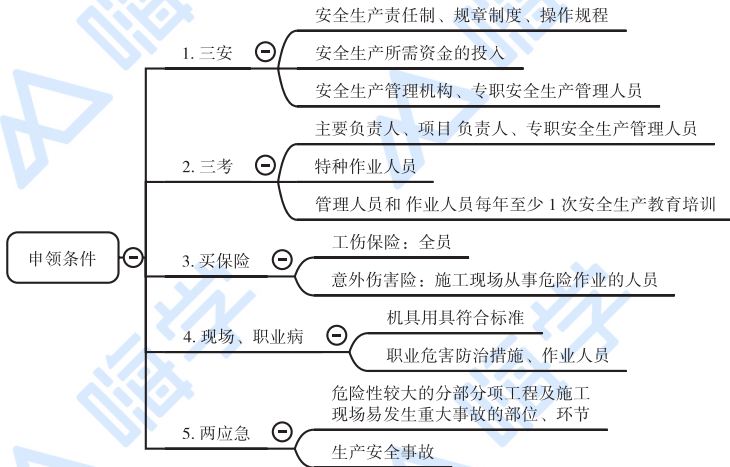 安全生产责任制、规章制度、操作规程
1. 三安
安全生产所需资金的投入
安全生产管理机构、专职安全生产管理人员
主要负责人、项目 负责人、专职安全生产管理人员
2. 三考
特种作业人员
管理人员和 作业人员每年至少 1 次安全生产教育培训
申领条件
工伤保险：全员
3. 买保险
意外伤害险：施工现场从事危险作业的人员
机具用具符合标准
4. 现场、职业病
职业危害防治措施、作业人员
危险性较大的分部分项工程及施工
现场易发生重大事故的部位、环节
5. 两应急
生产安全事故
嗨学
嗨学